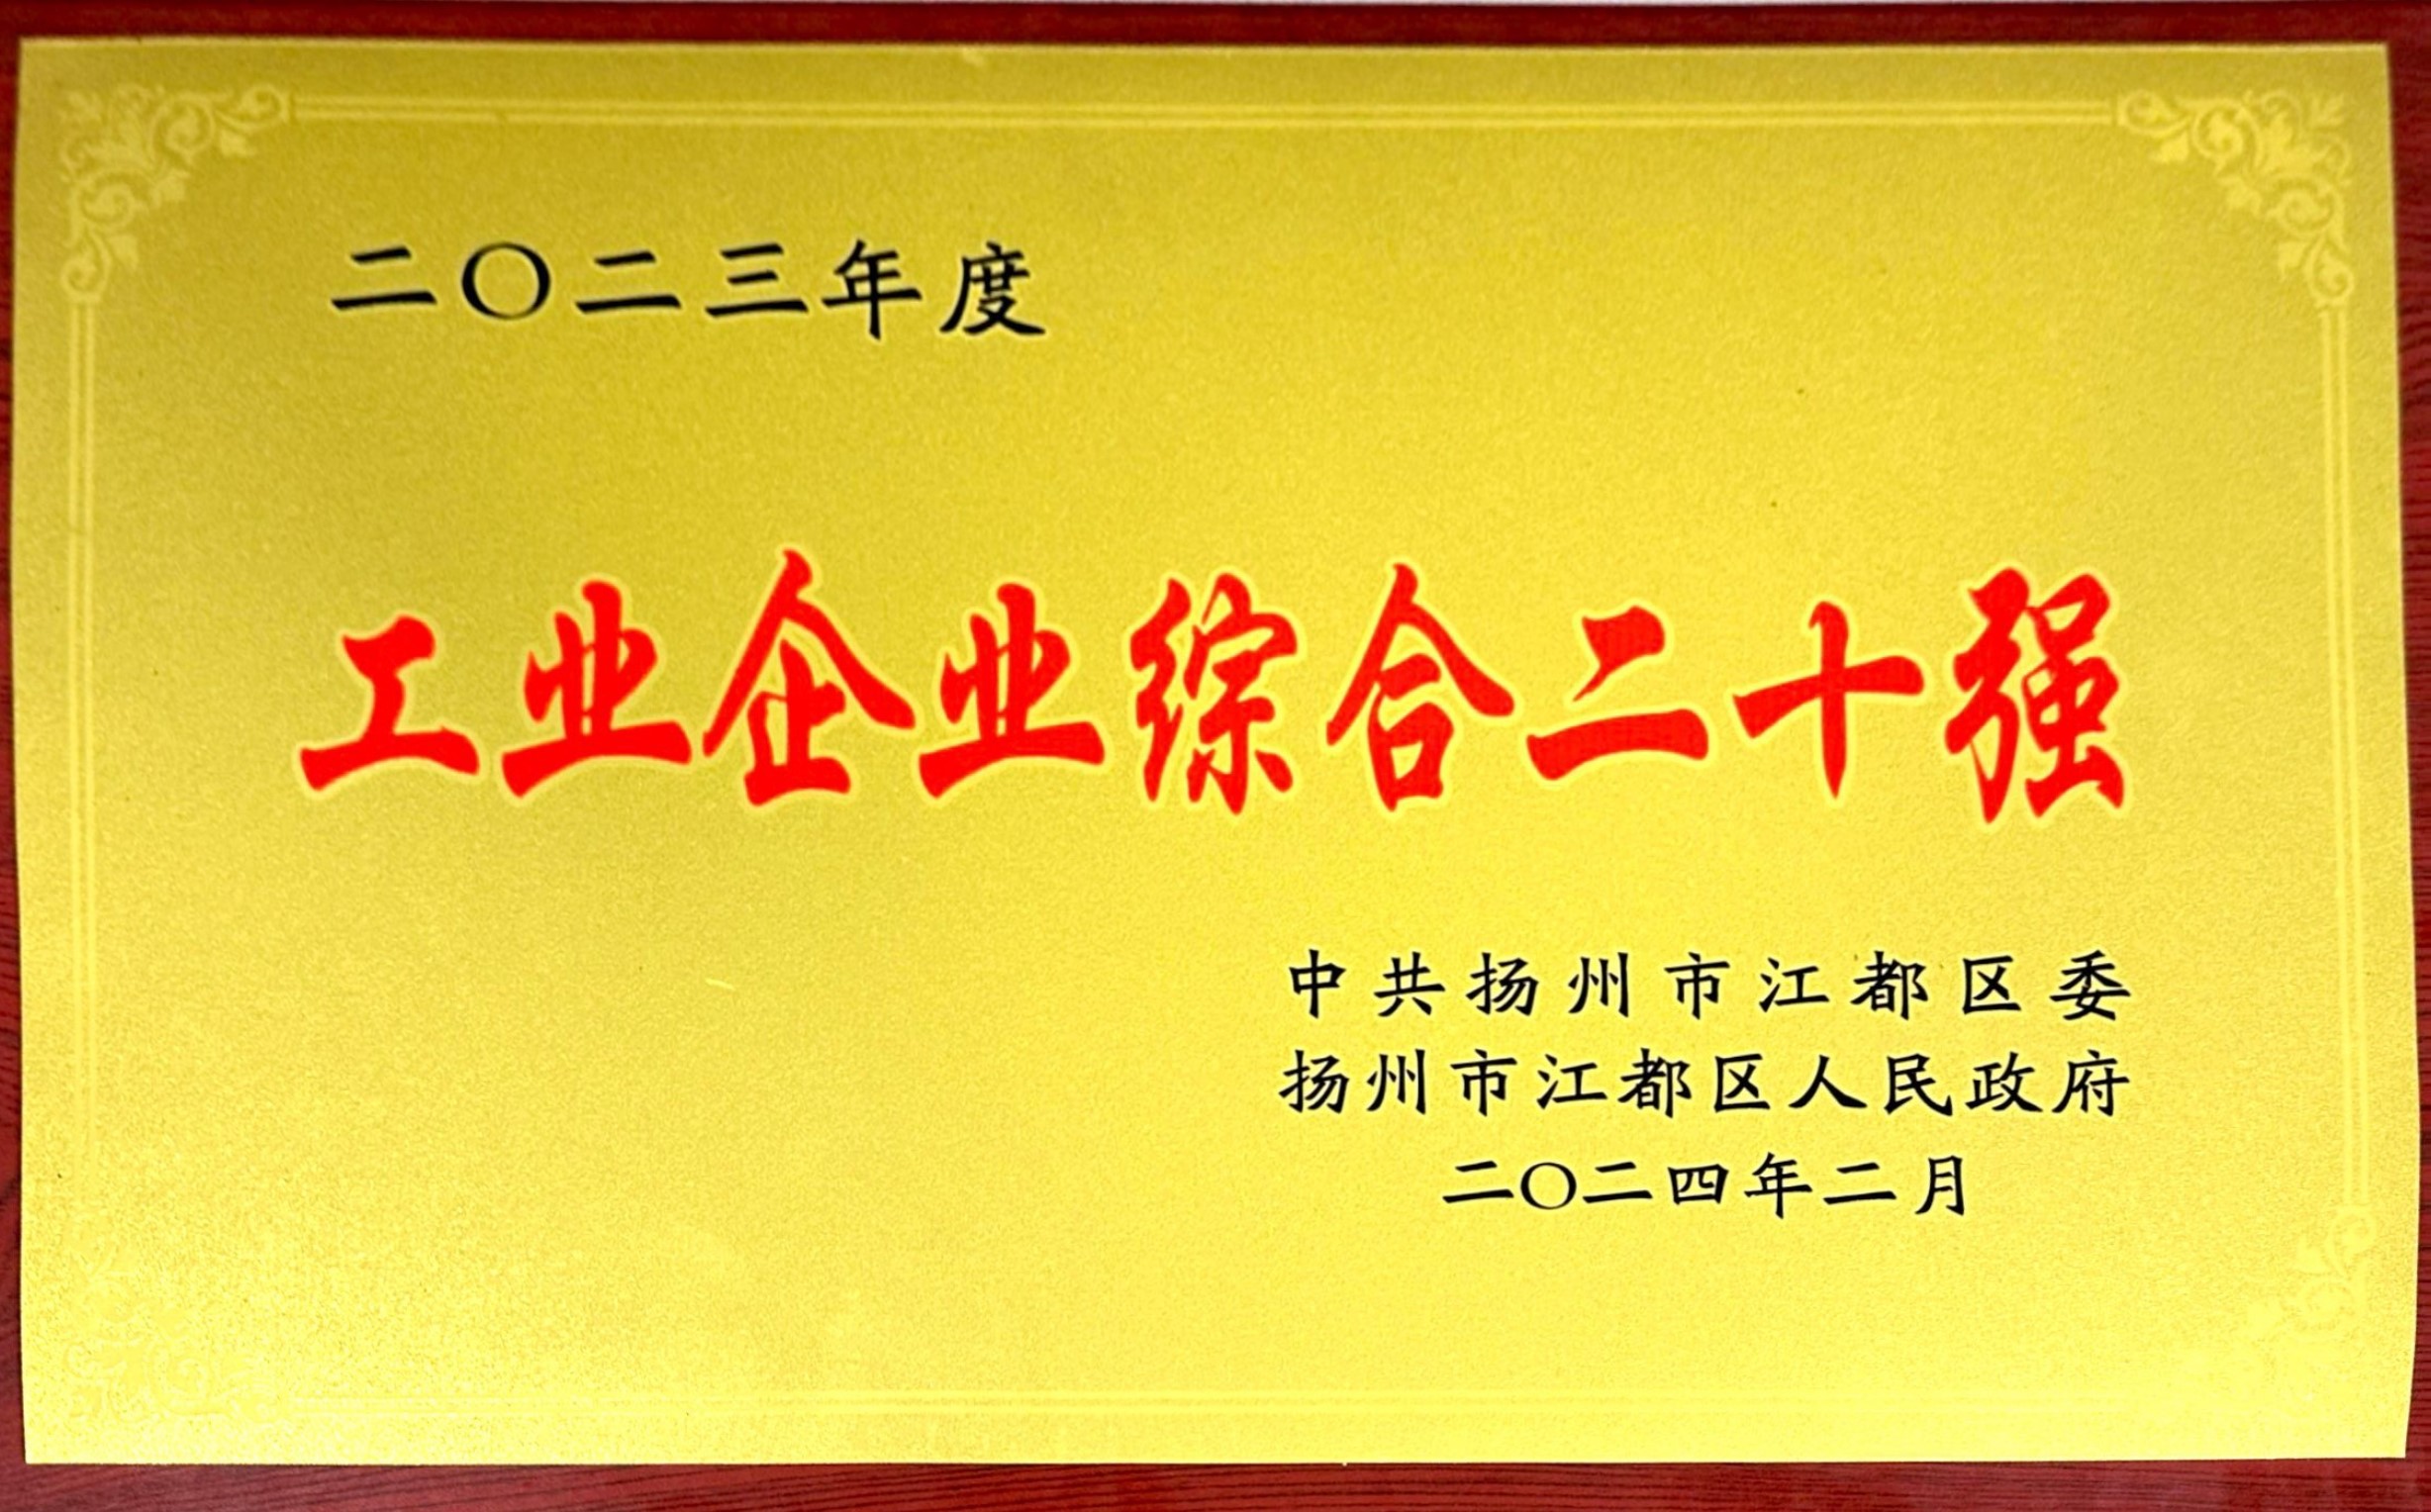 二〇二三年度
工业企业综合二十强
中共扬州市江都区委
扬州市江都区人民政府
二〇二四年二月